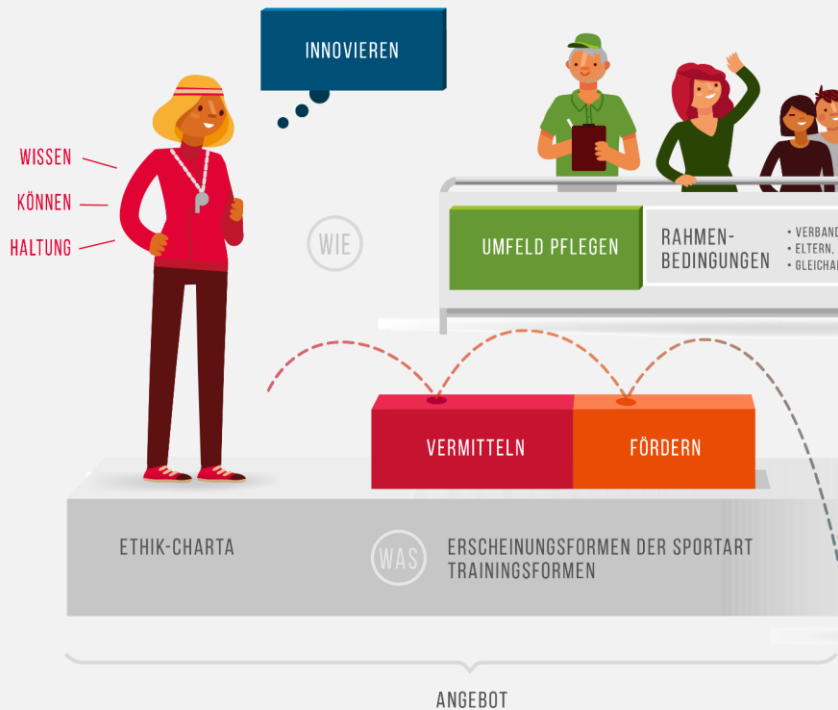 INNOVIEREN
WISSEN
KÖNNEN
HALTUNG
WIE
UMFELD PFLEGEN
RAHMEN-
BEDINGUNGEN
• ELTERN,
VERMITTELN
FÖRDERN
ETHIK-CHARTA
WAS
ERSCHEINUNGSFORMEN DER SPORTART
TRAININGSFORMEN
ANGEBOT